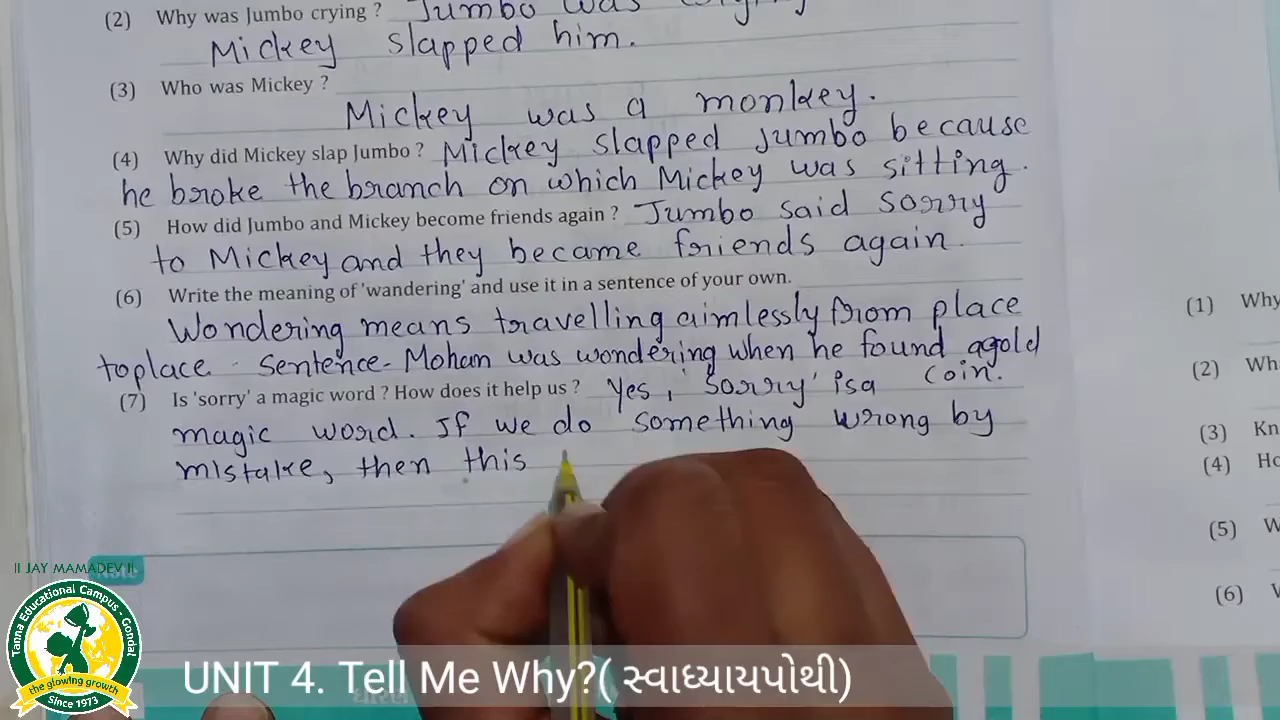 (2) Why was Jumbo crying ? Jumbo was
Mickey slapped him.
(3) Who was Mickey ?
Mickey was a monkey.
(4) Why did Mickey slap Jumbo ? Mickey slapped Jumbo because
he broke the branch on which Mickey was sitting.
(5) How did Jumbo and Mickey become friends again ? Jumbo said sorry
to Mickey and they became friends again.
(6) Write the meaning of 'wandering' and use it in a sentence of your own.
Wondering means travelling aimlessly from place
to place. Sentence- Mohan was wondering when he found a gold
coin.
(7) Is 'sorry' a magic word ? How does it help us ? Yes, 'sorry' is a
magic word. If we do something wrong by
mistake, then this
(1) Why
(2) Wh
(3) Kn
(4) Ho
(5) W
(6)
II JAY MAMADEV II
Tanna Educational Campus - Gondal
the growing growth
Since 1973
UNIT 4. Tell Me Why?( સ્વાધ્યાયપોથી)